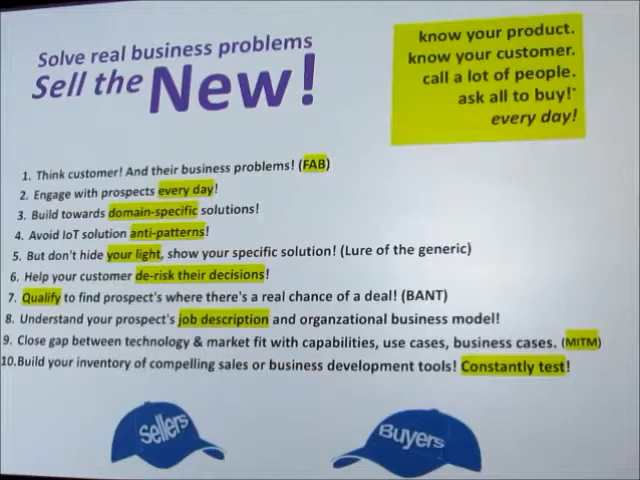 Solve real business problems
Sell the New!
know your product.
know your customer.
call a lot of people.
ask all to buy!*
every day!
1. Think customer! And their business problems! (FAB)
2. Engage with prospects every day!
3. Build towards domain-specific solutions!
4. Avoid IoT solution anti-patterns!
5. But don't hide your light, show your specific solution! (Lure of the generic)
6. Help your customer de-risk their decisions!
7. Qualify to find prospect's where there's a real chance of a deal! (BANT)
8. Understand your prospect's job description and organzational business model!
9. Close gap between technology & market fit with capabilities, use cases, business cases. (MITM)
10.Build your inventory of compelling sales or business development tools! Constantly test!
Sellers
Buyers